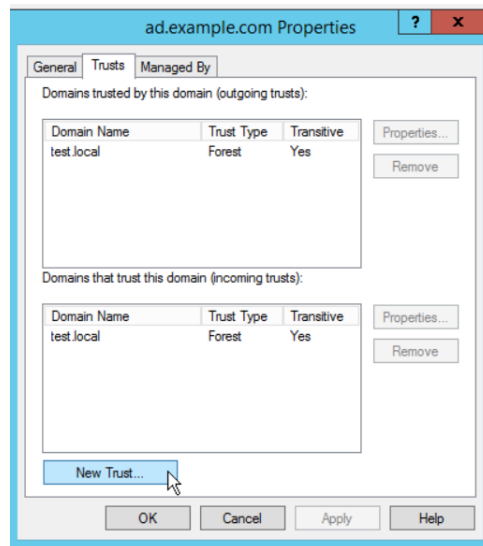 ad.example.com Properties ? x
General Trusts Managed By
Domains trusted by this domain (outgoing trusts):
Domain Name Trust Type Transitive Properties...
test.local Forest Yes
Remove
Domains that trust this domain (incoming trusts):
Domain Name Trust Type Transitive Properties...
test.local Forest Yes
Remove
New Trust...
OK Cancel Apply Help